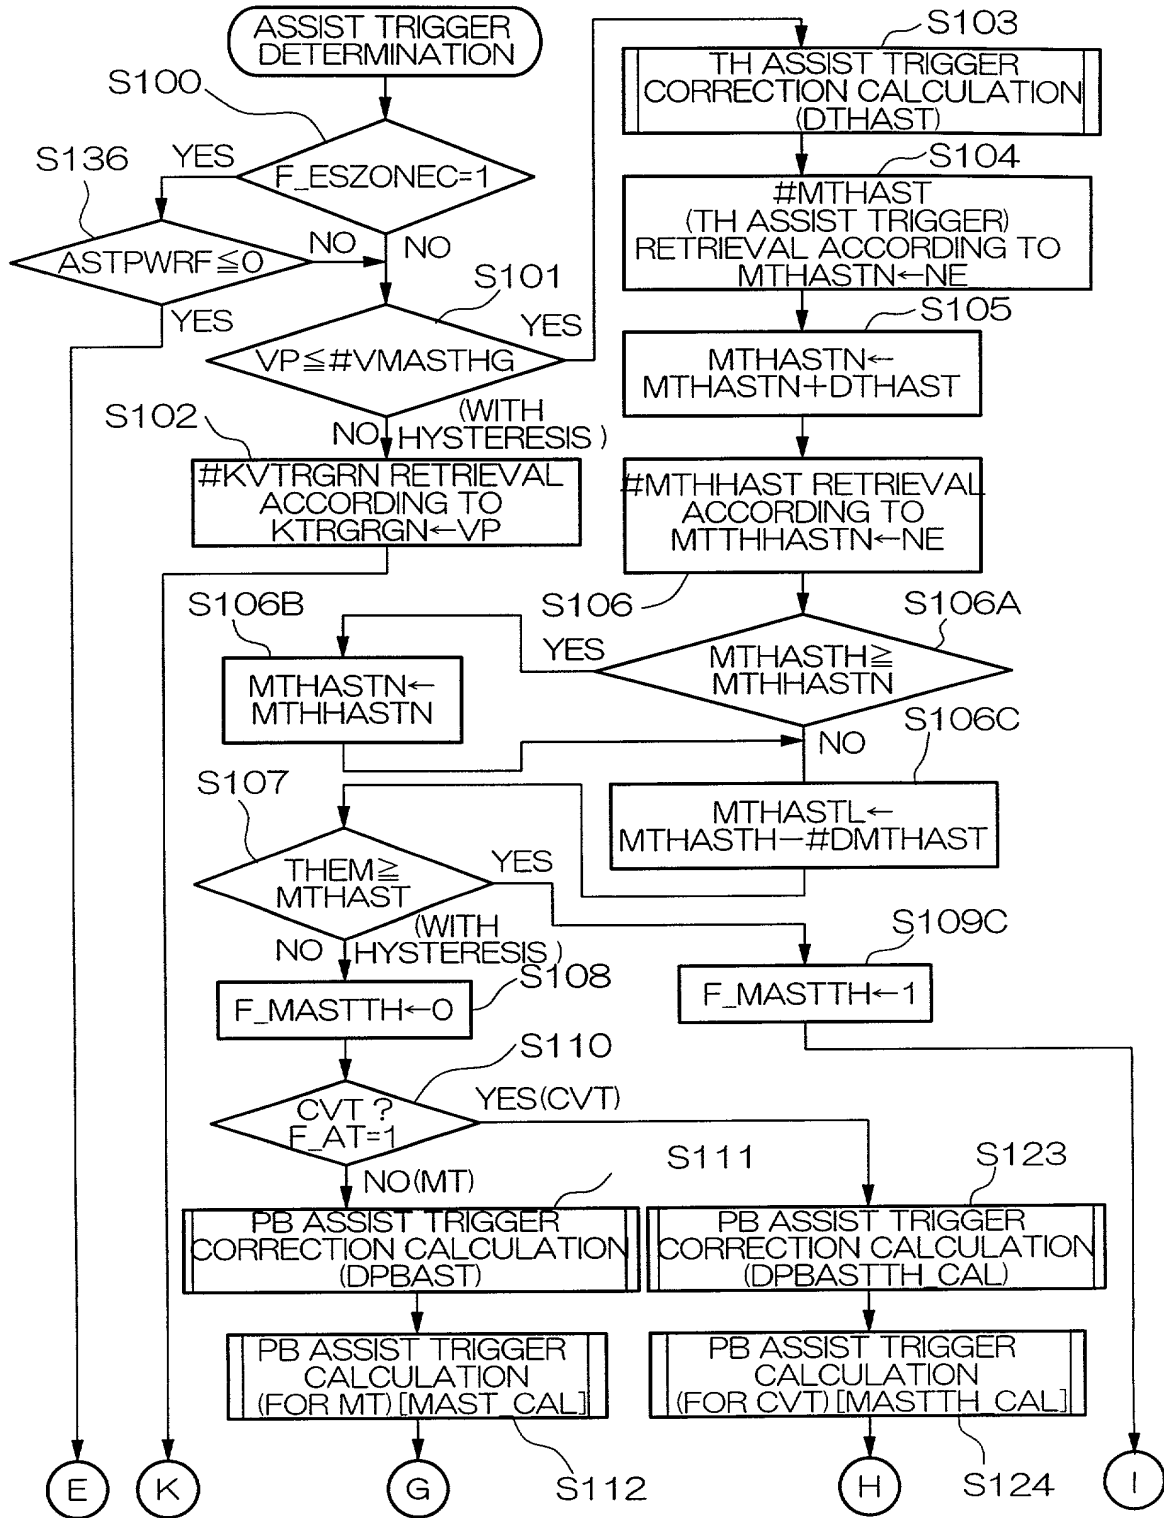 ASSIST TRIGGER
DETERMINATION
S100
F_ESZONEC=1
YES
NO
S136
ASTPWRF≦0
NO
YES
S101
VP≦#VMASTHG
YES
NO
(WITH
HYSTERESIS)
S102
#KVTRGRN RETRIEVAL
ACCORDING TO
KTRGRGN←VP
S103
TH ASSIST TRIGGER
CORRECTION CALCULATION
(DTHAST)
S104
#MTHAST
(TH ASSIST TRIGGER)
RETRIEVAL ACCORDING TO
MTHASTN←NE
S105
MTHASTN←
MTHASTN+DTHAST
#MTHHAST RETRIEVAL
ACCORDING TO
MTTHHASTN←NE
S106
S106A
MTHASTH≧
MTHHASTN
YES
NO
S106B
MTHASTN←
MTHHASTN
S106C
MTHASTL←
MTHASTH−#DMTHAST
S107
THEM≧
MTHAST
YES
NO
(WITH
HYSTERESIS)
S108
F_MASTTH←0
S109C
F_MASTTH←1
S110
CVT ?
F_AT=1
YES(CVT)
NO(MT)
S111
PB ASSIST TRIGGER
CORRECTION CALCULATION
(DPBAST)
S123
PB ASSIST TRIGGER
CORRECTION CALCULATION
(DPBASTTH_CAL)
PB ASSIST TRIGGER
CALCULATION
(FOR MT)[MAST_CAL]
S112
PB ASSIST TRIGGER
CALCULATION
(FOR CVT)[MASTTH_CAL]
S124
E
K
G
H
I